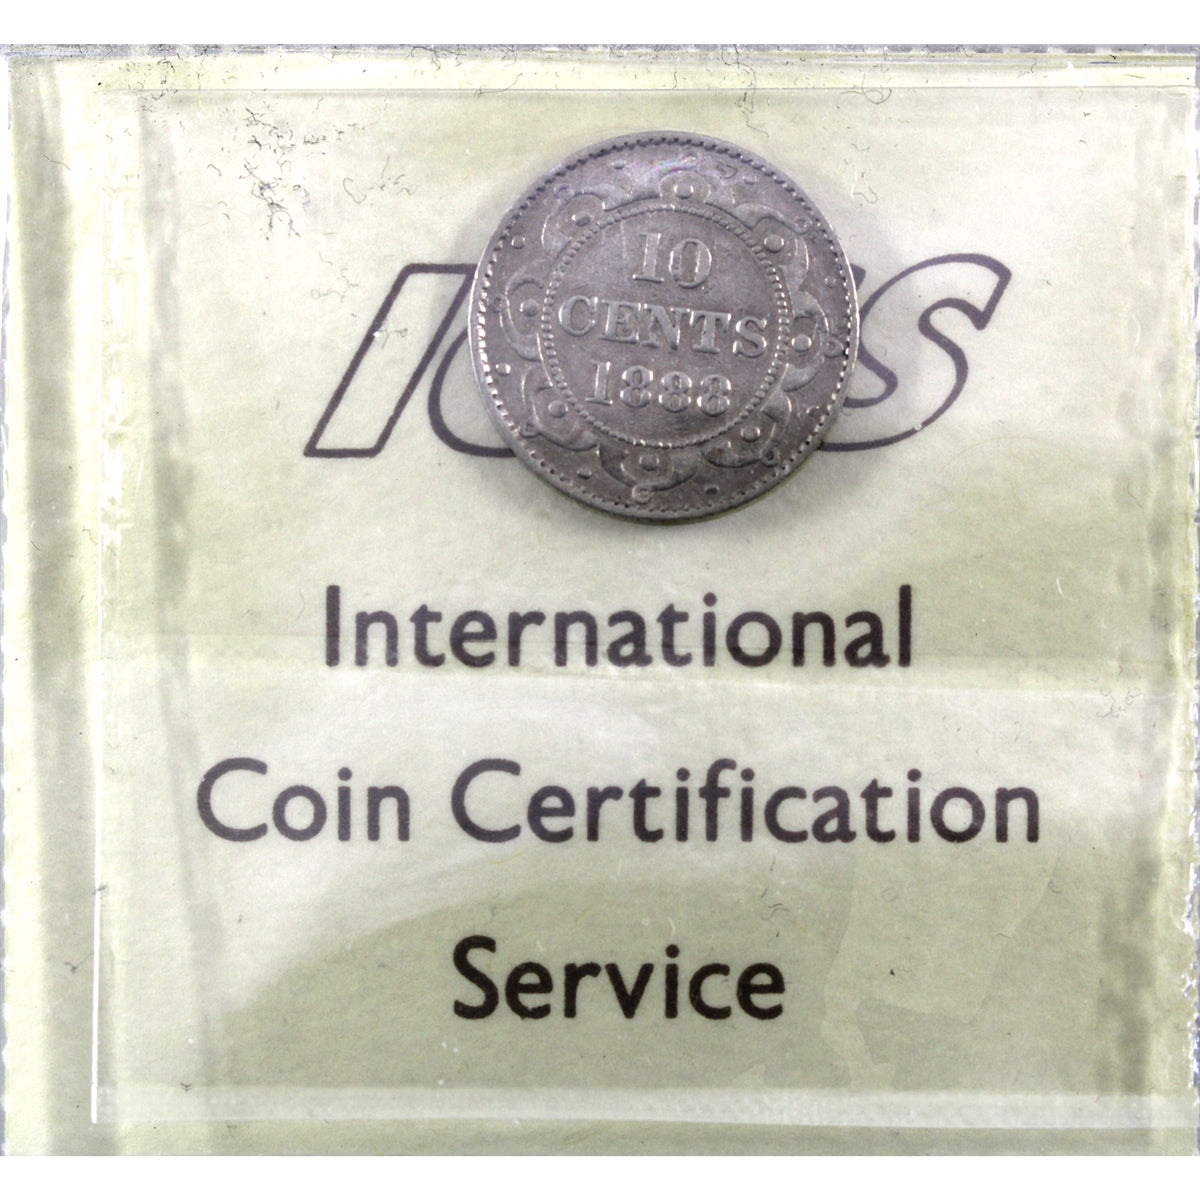 10
CENTS
1888
International
Coin Certification
Service